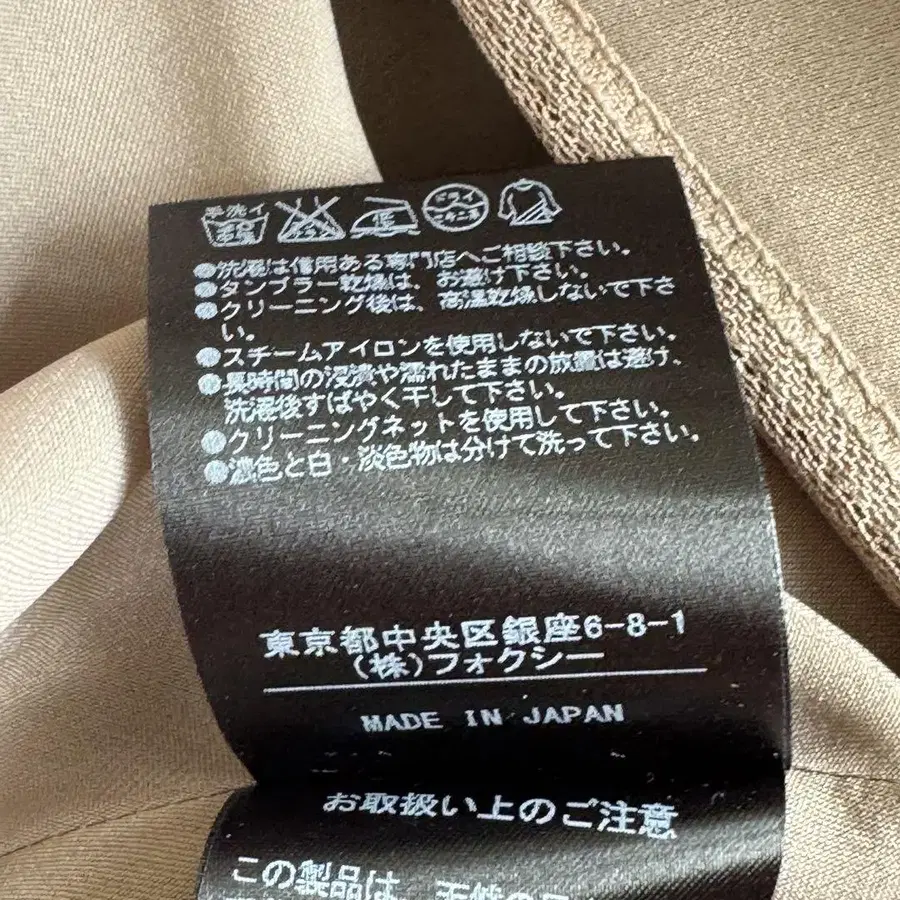 手洗イ
ドライ
●洗濯は信用ある専門店へご相談下さい。
●タンブラー乾燥は、お避け下さい。
●クリーニング後は、高温乾燥しないで下さ
い。
●スチームアイロンを使用しないで下さい。
●長時間の浸漬や濡れたままの放置は避け、
洗濯後すばやく干して下さい。
●クリーニングネットを使用して下さい。
●濃色と白・淡色物は分けて洗って下さい。
東京都中央区銀座6-8-1
(株)フォクシー
MADE IN JAPAN
お取扱い上のご注意
この製品は、天然の